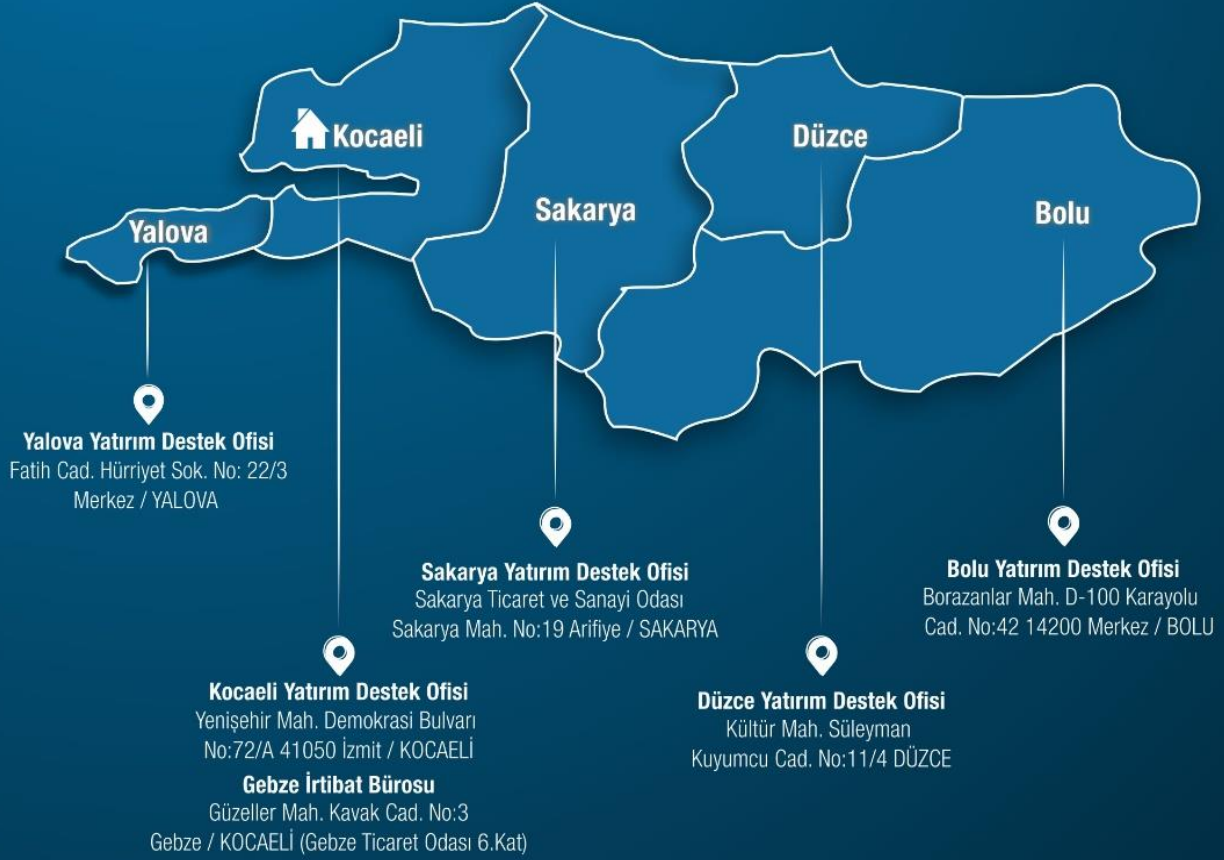 Kocaeli
Düzce
Sakarya
Bolu
Yalova
Yalova Yatırım Destek Ofisi
Fatih Cad. Hürriyet Sok. No: 22/3
Merkez / YALOVA
Sakarya Yatırım Destek Ofisi
Sakarya Ticaret ve Sanayi Odası
Sakarya Mah. No:19 Arifiye / SAKARYA
Bolu Yatırım Destek Ofisi
Borazanlar Mah. D-100 Karayolu
Cad. No:42 14200 Merkez / BOLU
Kocaeli Yatırım Destek Ofisi
Yenişehir Mah. Demokrasi Bulvarı
No:72/A 41050 İzmit / KOCAELİ
Gebze İrtibat Bürosu
Güzeller Mah. Kavak Cad. No:3
Gebze / KOCAELİ (Gebze Ticaret Odası 6.Kat)
Düzce Yatırım Destek Ofisi
Kültür Mah. Süleyman
Kuyumcu Cad. No:11/4 DÜZCE